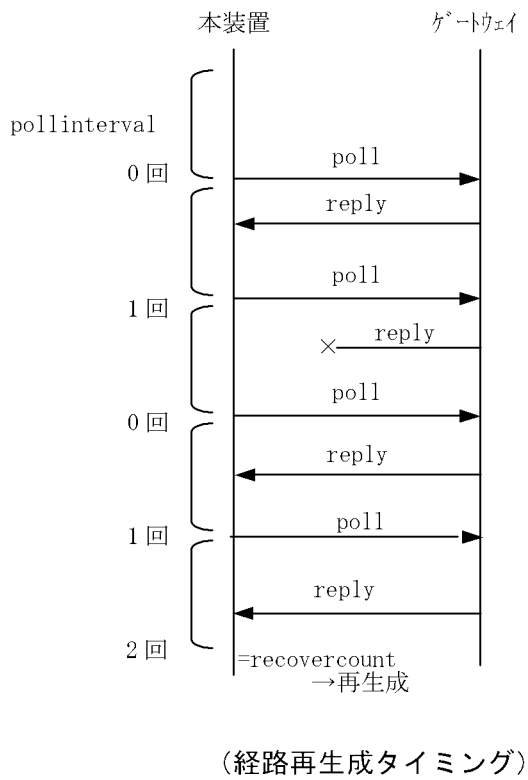 本装置 ｹﾞｰﾄｳｪｲ
pollinterval
poll
0回
reply
poll
1回
reply
×
poll
0回
reply
poll
1回
reply
2回
=recovercount
→再生成
（経路再生成タイミング）